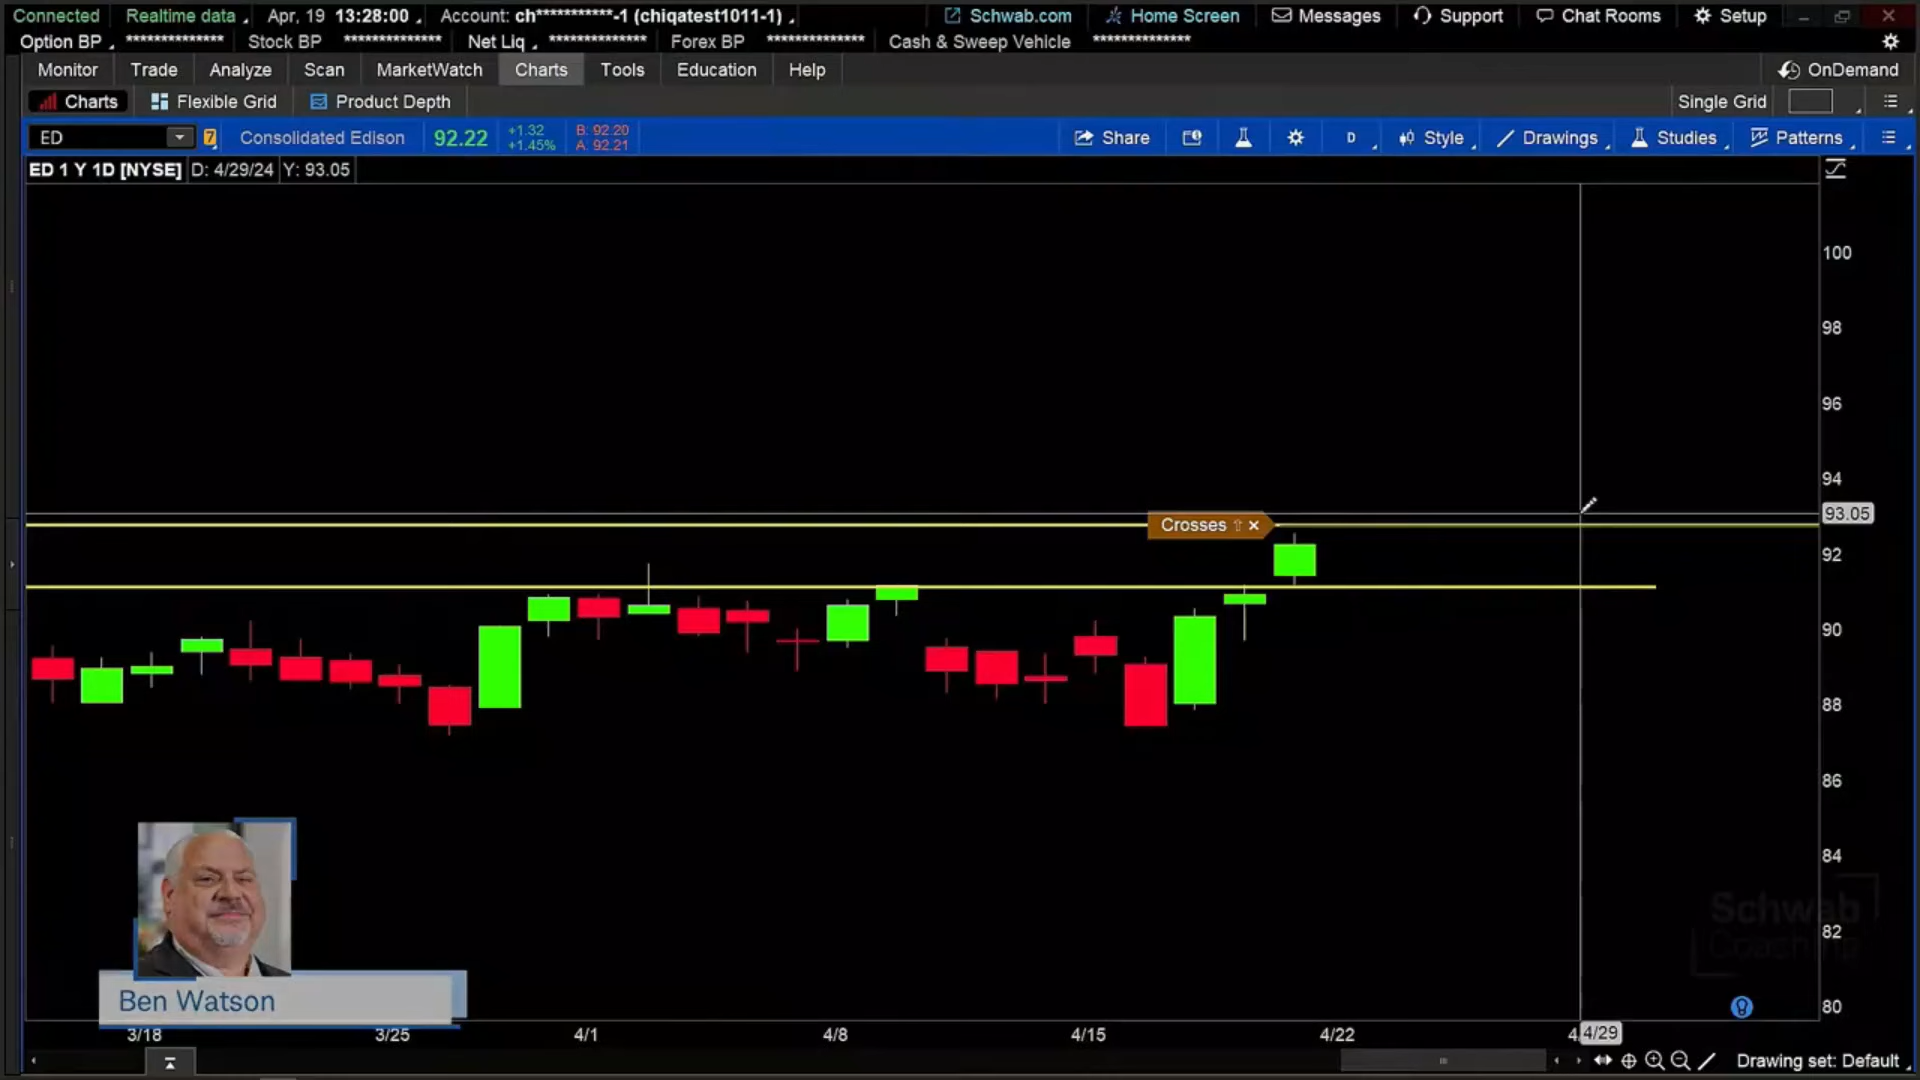 Connected Realtime data Apr, 19 13:28:00 Account: ch***********-1 (chiqatest1011-1) Schwab.com Home Screen Messages Support Chat Rooms Setup
Option BP ************* Stock BP ************* Net Liq ************* Forex BP ************* Cash & Sweep Vehicle *************
Monitor Trade Analyze Scan MarketWatch Charts Tools Education Help OnDemand
Charts Flexible Grid Product Depth Single Grid
ED 7 Consolidated Edison 92.22 +1.32 +1.45% B: 92.20 A: 92.21 Share D Style Drawings Studies Patterns
ED 1 Y 1D [NYSE] D: 4/29/24 Y: 93.05
100
98
96
94
93.05
Crosses
92
90
88
86
84
Schwab
Coaching
82
80
Ben Watson
3/18 3/25 4/1 4/8 4/15 4/22 4/29
Drawing set: Default